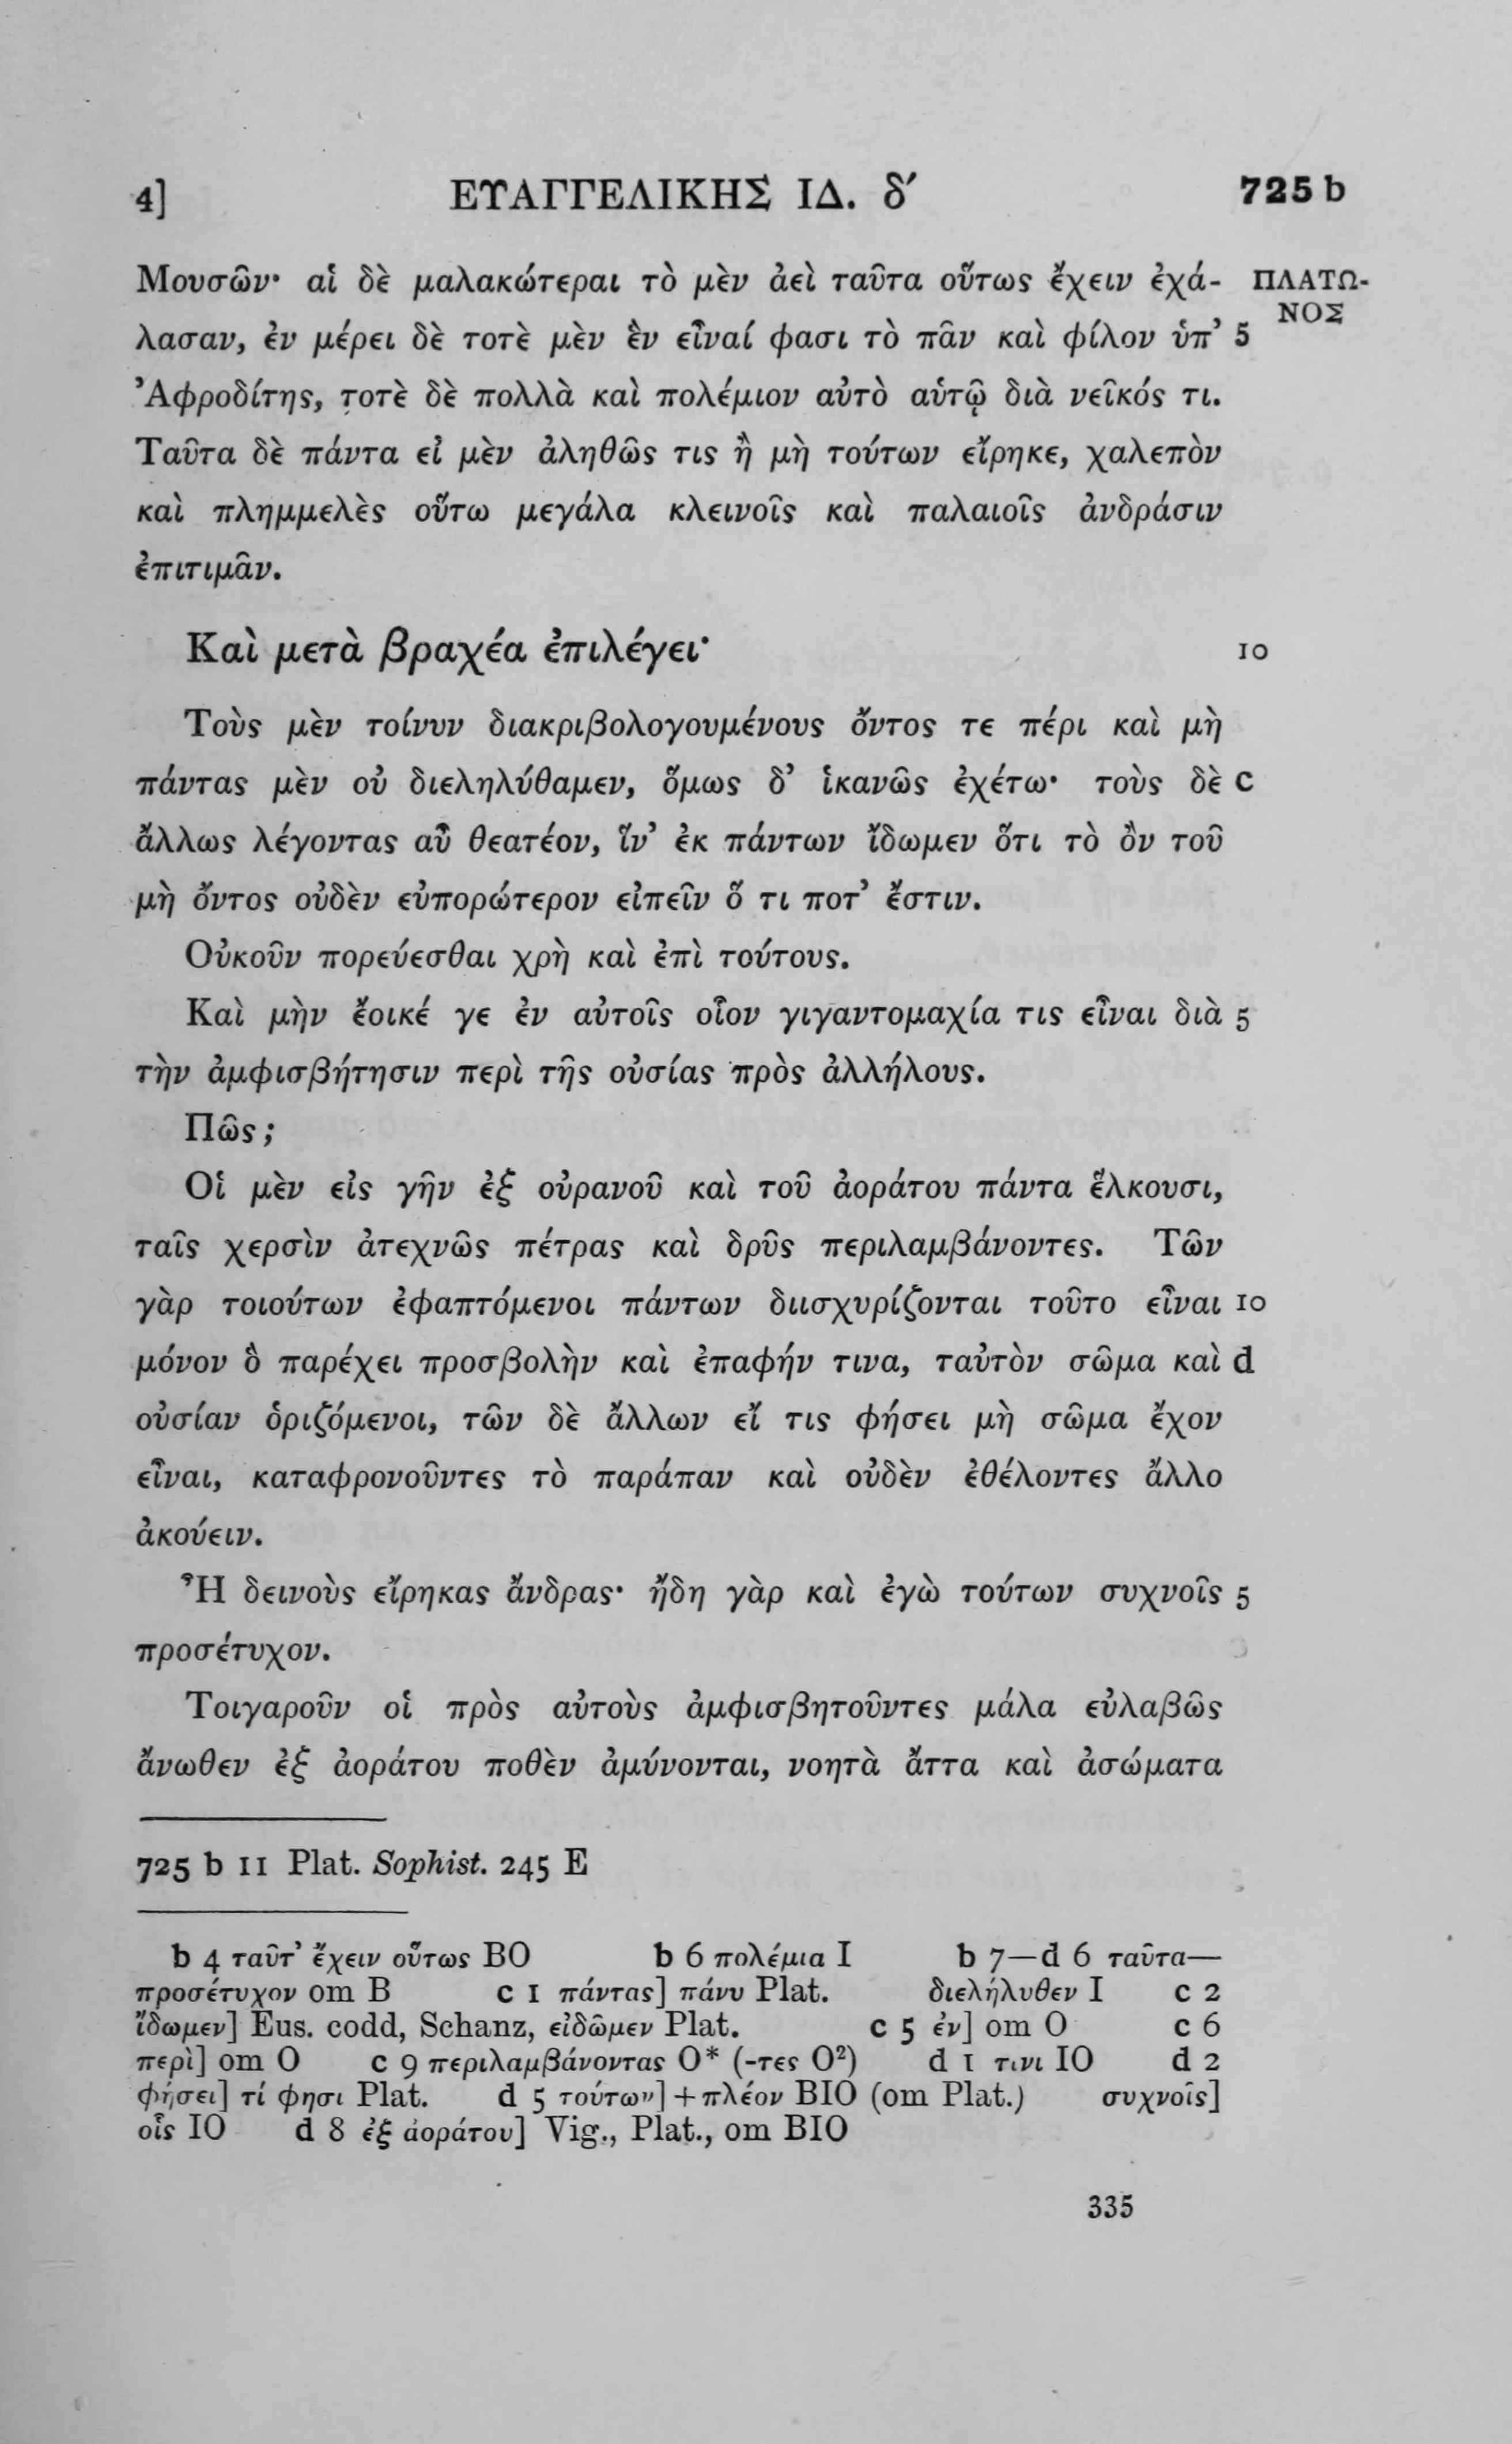 4] ΕΥΑΓΓΕΛΙΚΗΣ ΙΔ. δ′ 725 b
Μουσῶν· αἱ δὲ μαλακώτεραι τὸ μὲν ἀεὶ ταῦτα οὕτως ἔχειν ἐχά- ΠΛΑΤΩ-
ΝΟΣ
λασαν, ἐν μέρει δὲ τοτὲ μὲν ἓν εἶναί φασι τὸ πᾶν καὶ φίλον ὑπ’ 5
Ἀφροδίτης, τοτὲ δὲ πολλὰ καὶ πολέμιον αὐτὸ αὑτῷ διὰ νεῖκός τι.
Ταῦτα δὲ πάντα εἰ μὲν ἀληθῶς τις ἢ μὴ τούτων εἴρηκε, χαλεπὸν
καὶ πλημμελὲς οὕτω μεγάλα κλεινοῖς καὶ παλαιοῖς ἀνδράσιν
ἐπιτιμᾶν.
Καὶ μετὰ βραχέα ἐπιλέγει· 10
Τοὺς μὲν τοίνυν διακριβολογουμένους ὄντος τε πέρι καὶ μὴ
πάντας μὲν οὐ διεληλύθαμεν, ὅμως δ’ ἱκανῶς ἐχέτω· τοὺς δὲ c
ἄλλως λέγοντας αὖ θεατέον, ἵν’ ἐκ πάντων ἴδωμεν ὅτι τὸ ὂν τοῦ
μὴ ὄντος οὐδὲν εὐπορώτερον εἰπεῖν ὅ τι ποτ’ ἔστιν.
Οὐκοῦν πορεύεσθαι χρὴ καὶ ἐπὶ τούτους.
Καὶ μὴν ἔοικέ γε ἐν αὐτοῖς οἷον γιγαντομαχία τις εἶναι διὰ 5
τὴν ἀμφισβήτησιν περὶ τῆς οὐσίας πρὸς ἀλλήλους.
Πῶς;
Οἱ μὲν εἰς γῆν ἐξ οὐρανοῦ καὶ τοῦ ἀοράτου πάντα ἕλκουσι,
ταῖς χερσὶν ἀτεχνῶς πέτρας καὶ δρῦς περιλαμβάνοντες. Τῶν
γὰρ τοιούτων ἐφαπτόμενοι πάντων διισχυρίζονται τοῦτο εἶναι 10
μόνον ὃ παρέχει προσβολὴν καὶ ἐπαφήν τινα, ταὐτὸν σῶμα καὶ d
οὐσίαν ὁριζόμενοι, τῶν δὲ ἄλλων εἴ τις φήσει μὴ σῶμα ἔχον
εἶναι, καταφρονοῦντες τὸ παράπαν καὶ οὐδὲν ἐθέλοντες ἄλλο
ἀκούειν.
Ἦ δεινοὺς εἴρηκας ἄνδρας· ἤδη γὰρ καὶ ἐγὼ τούτων συχνοῖς 5
προσέτυχον.
Τοιγαροῦν οἱ πρὸς αὐτοὺς ἀμφισβητοῦντες μάλα εὐλαβῶς
ἄνωθεν ἐξ ἀοράτου ποθὲν ἀμύνονται, νοητὰ ἄττα καὶ ἀσώματα
725 b 11 Plat. Sophist. 245 E
b 4 ταῦτ’ ἔχειν οὕτως BO b 6 πολέμια I b 7—d 6 ταῦτα—
προσέτυχον om B c 1 πάντας] πάνυ Plat. διελήλυθεν I c 2
ἴδωμεν] Eus. codd, Schanz, εἰδῶμεν Plat. c 5 ἐν] om O c 6
περὶ] om O c 9 περιλαμβάνοντας O* (-τες O²) d 1 τινι IO d 2
φήσει] τί φησι Plat. d 5 τούτων] + πλέον BIO (om Plat.) συχνοῖς]
οἷς IO d 8 ἐξ ἀοράτου] Vig., Plat., om BIO
335